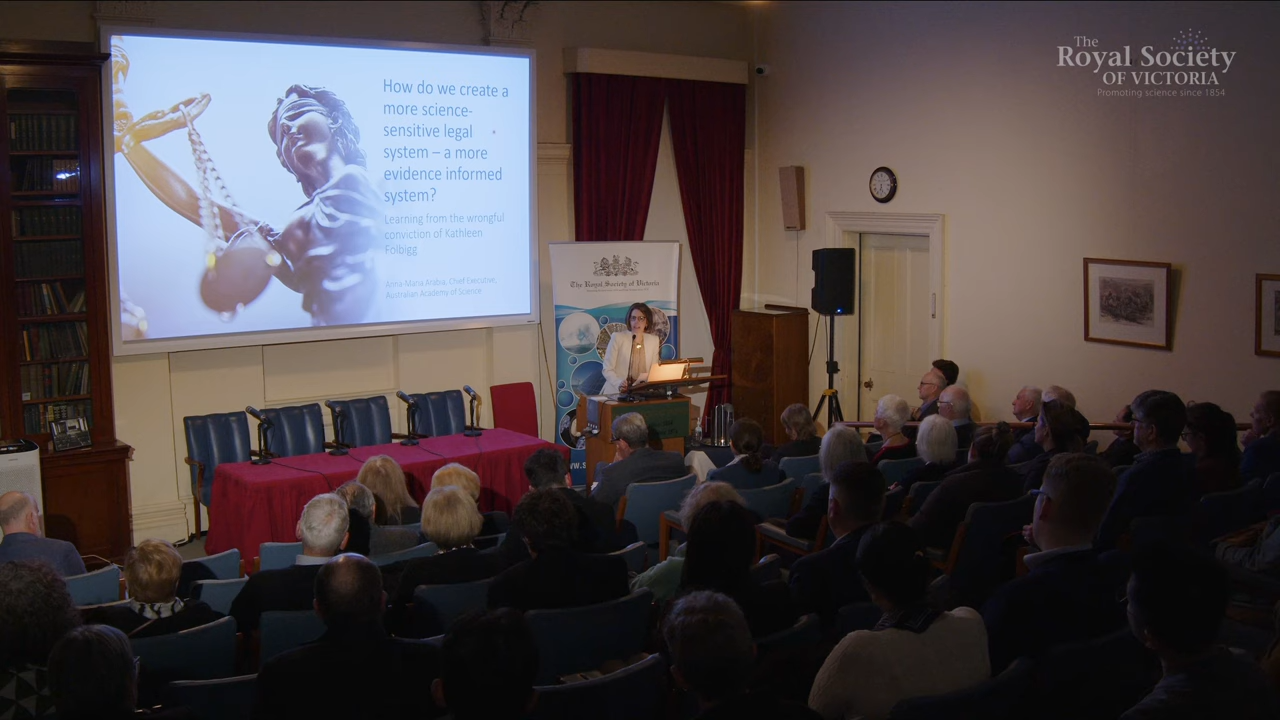 The
Royal Society
OF VICTORIA
Promoting science since 1854
How do we create a
more science-
sensitive legal
system – a more
evidence informed
system?
Learning from the wrongful
conviction of Kathleen
Folbigg
Anna-Maria Arabia, Chief Executive,
Australian Academy of Science
The Royal Society of Victoria